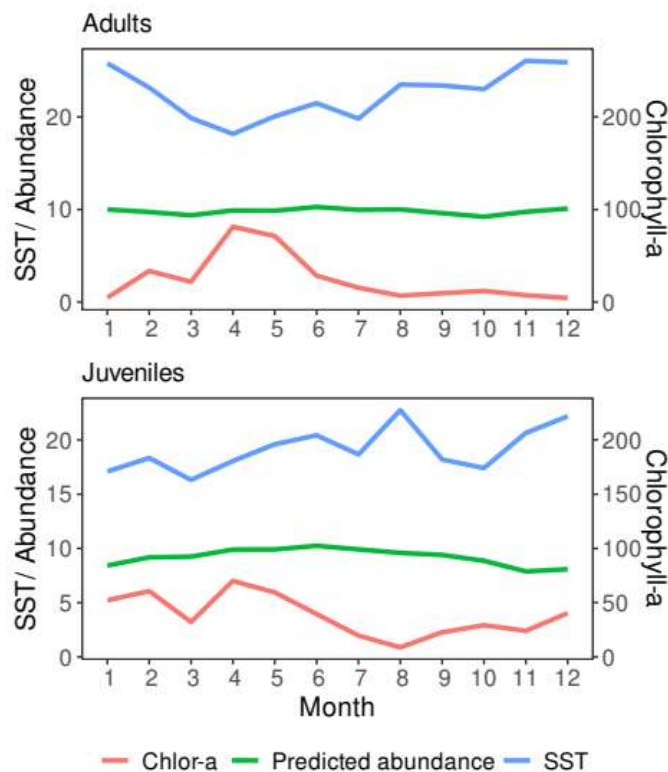 Adults
SST/ Abundance
20
10
0
200
100
0
Chlorophyll-a
1 2 3 4 5 6 7 8 9 10 11 12
Juveniles
SST/ Abundance
20
15
10
5
0
200
150
100
50
0
Chlorophyll-a
1 2 3 4 5 6 7 8 9 10 11 12
Month
Chlor-a Predicted abundance SST